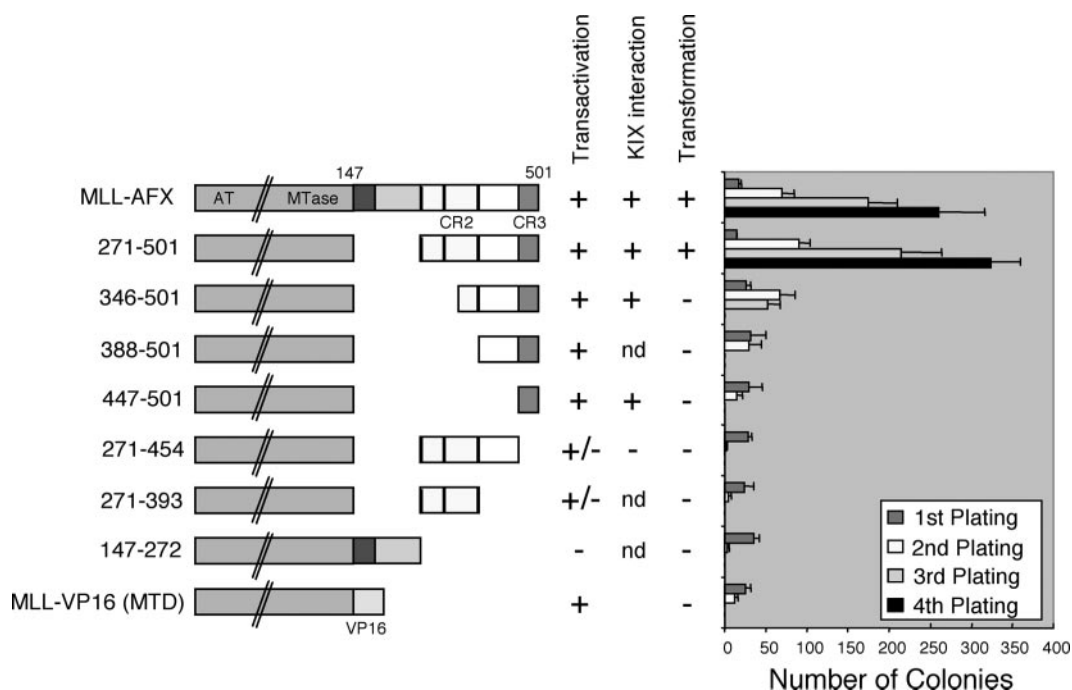 Transactivation
KIX interaction
Transformation
147
501
MLL-AFX
AT
MTase
+ + +
CR2
CR3
271-501
+ + +
346-501
+ + -
388-501
+ nd -
447-501
+ + -
271-454
+/- - -
271-393
+/- nd -
147-272
- nd -
MLL-VP16 (MTD)
+ -
VP16
1st Plating
2nd Plating
3rd Plating
4th Plating
0 50 100 150 200 250 300 350 400
Number of Colonies